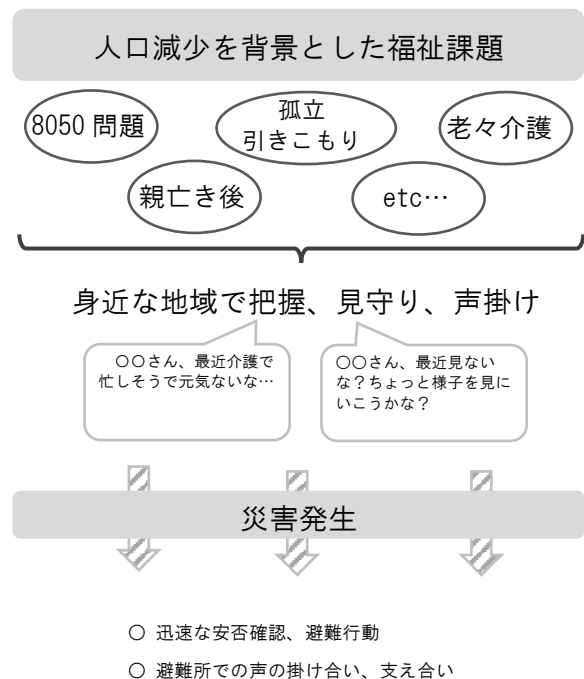 人口減少を背景とした福祉課題
8050 問題
孤立
引きこもり
老々介護
親亡き後
etc…
身近な地域で把握、見守り、声掛け
〇〇さん、最近介護で
忙しそうで元気ないな…
〇〇さん、最近見ない
な？ちょっと様子を見に
いこうかな？
災害発生
〇 迅速な安否確認、避難行動
〇 避難所での声の掛け合い、支え合い